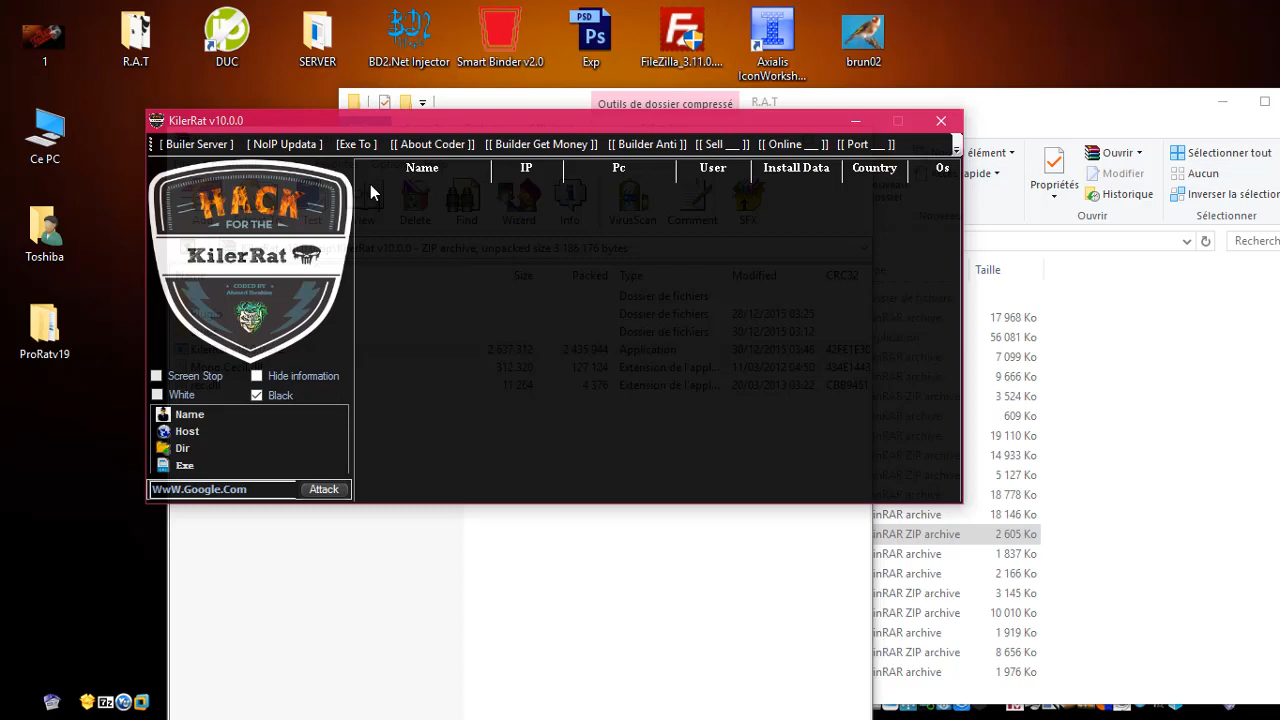 1
R.A.T
DUC
SERVER
BD2.Net Injector
Smart Binder v2.0
PSD
Ps
Exp
FileZilla_3.11.0....
Axialis
IconWorksh...
brun02
Ce PC
Toshiba
ProRatv19
Outils de dossier compressé
R.A.T
KilerRat v10.0.0
[ Builer Server ] [ NoIP Updata ] [Exe To ] [[ About Coder ]] [[ Builder Get Money ]] [[ Builder Anti ]] [[ Sell __ ]] [[ Online __ ]] [[ Port __ ]]
Name IP Pc User Install Data Country Os
HACK
FOR THE
KilerRat
CODED BY
Test View Delete Find Wizard Info VirusScan Comment SFX
KilerRat v10.0.0 - ZIP archive, unpacked size 3 186 176 bytes
Size Packed Type Modified CRC32
Dossier de fichiers
Dossier de fichiers 28/12/2015 03:25
Dossier de fichiers 30/12/2015 03:12
2 637 312 2 435 944 Application 30/12/2015 03:46 42FE1E30
312 320 127 124 Extension de l'appl... 11/03/2012 04:50 434E1443
11 264 4 376 Extension de l'appl... 20/03/2013 03:22 CBB9451
Screen Stop
Hide information
White
Black
Name
Host
Dir
Exe
WwW.Google.Com
Attack
élément
Propriétés
Ouvrir
Modifier
Historique
Ouvrir
Sélectionner tout
Aucun
Inverser la sélection
Sélectionner
Recherch
Taille
17 968 Ko
56 081 Ko
7 099 Ko
9 666 Ko
3 524 Ko
609 Ko
19 110 Ko
14 933 Ko
5 127 Ko
18 778 Ko
inRAR archive 18 146 Ko
inRAR ZIP archive 2 605 Ko
inRAR archive 1 837 Ko
inRAR archive 2 166 Ko
inRAR ZIP archive 3 145 Ko
inRAR ZIP archive 10 010 Ko
inRAR archive 1 919 Ko
inRAR ZIP archive 8 656 Ko
inRAR archive 1 976 Ko